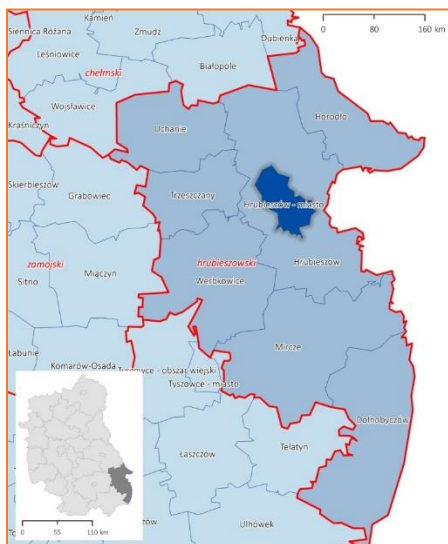 Kamień
Siennica Różana
Żmudź
Dubienka
0 80 160 km
Leśniowice
Białopole
chełmski
Wojsławice
Horodło
Kraśniczyn
Uchanie
Skierbieszów
Grabowiec
Trzeszczany
Hrubieszów - miasto
zamojski
hrubieszowski
Hrubieszów
Sitno
Miączyn
Werbkowice
Mircze
Łabunie
Komarów-Osada
Tyszowce - obszar wiejski
Tyszowce - miasto
Dołhobyczów
Łaszczów
Telatyn
Ulhówek
0 55 110 km